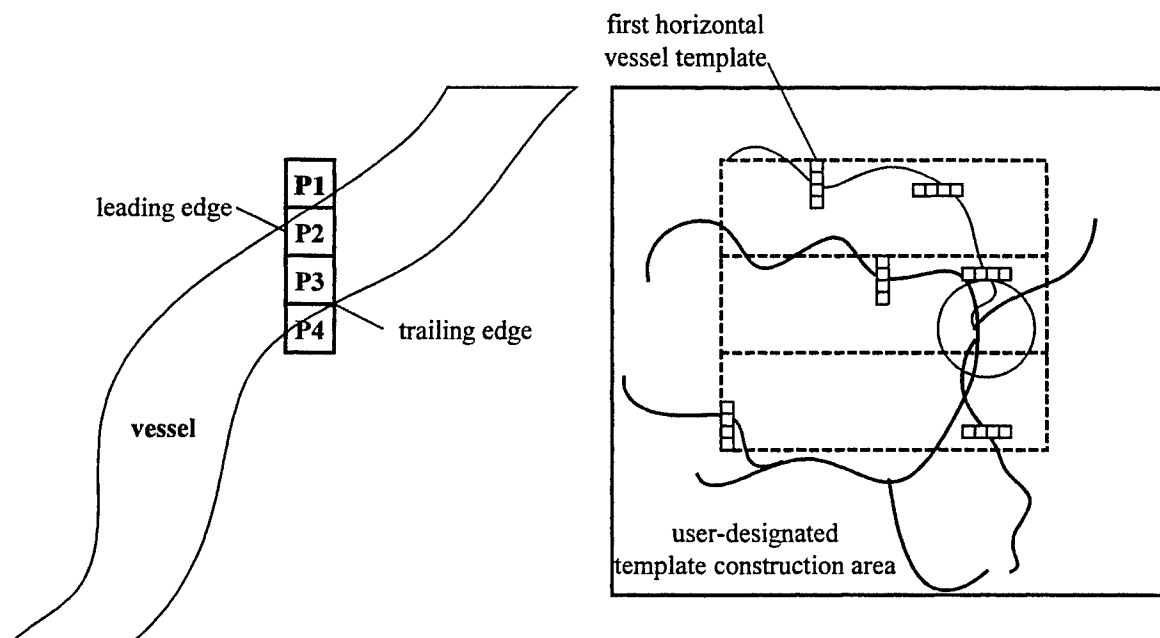 first horizontal
vessel template
P1
leading edge
P2
P3
P4
trailing edge
vessel
user-designated
template construction area